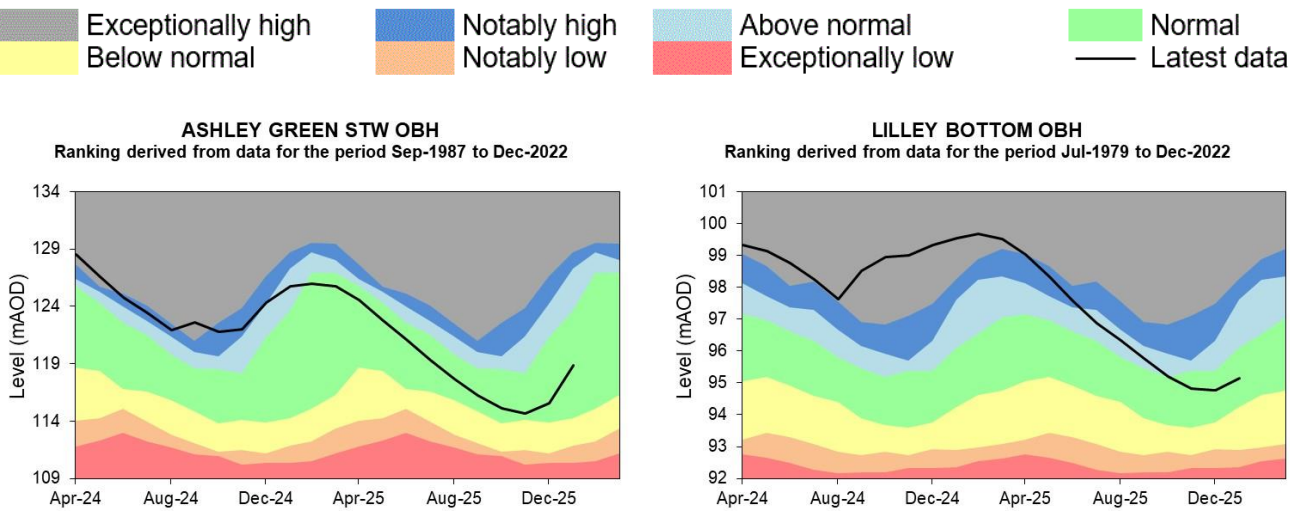 Exceptionally high Notably high Above normal Normal
Below normal Notably low Exceptionally low Latest data
ASHLEY GREEN STW OBH
Ranking derived from data for the period Sep-1987 to Dec-2022
Level (mAOD)
134
129
124
119
114
109
Apr-24 Aug-24 Dec-24 Apr-25 Aug-25 Dec-25
LILLEY BOTTOM OBH
Ranking derived from data for the period Jul-1979 to Dec-2022
Level (mAOD)
101
100
99
98
97
96
95
94
93
92
Apr-24 Aug-24 Dec-24 Apr-25 Aug-25 Dec-25